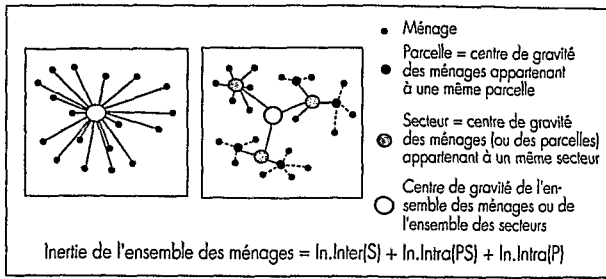 Ménage
Parcelle = centre de gravité
des ménages appartenant
à une même parcelle
Secteur = centre de gravité
des ménages (ou des parcelles)
appartenant à un même secteur
Centre de gravité de l'en-
semble des ménages ou de
l'ensemble des secteurs
Inertie de l'ensemble des ménages = In.Inter(S) + In.Intra(PS) + In.Intra(P)